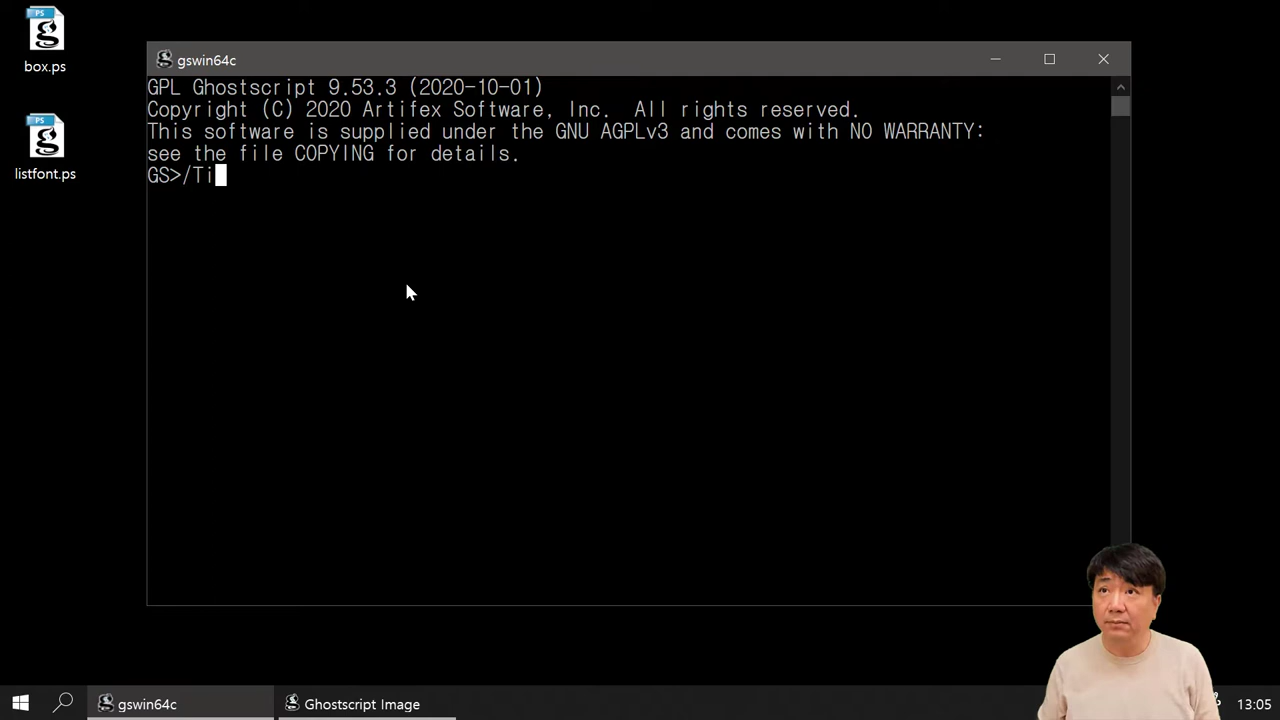 box.ps
listfont.ps
gswin64c
GPL Ghostscript 9.53.3 (2020-10-01)
Copyright (C) 2020 Artifex Software, Inc.  All rights reserved.
This software is supplied under the GNU AGPLv3 and comes with NO WARRANTY:
see the file COPYING for details.
GS>/Ti
gswin64c
Ghostscript Image
13:05
PS
PS